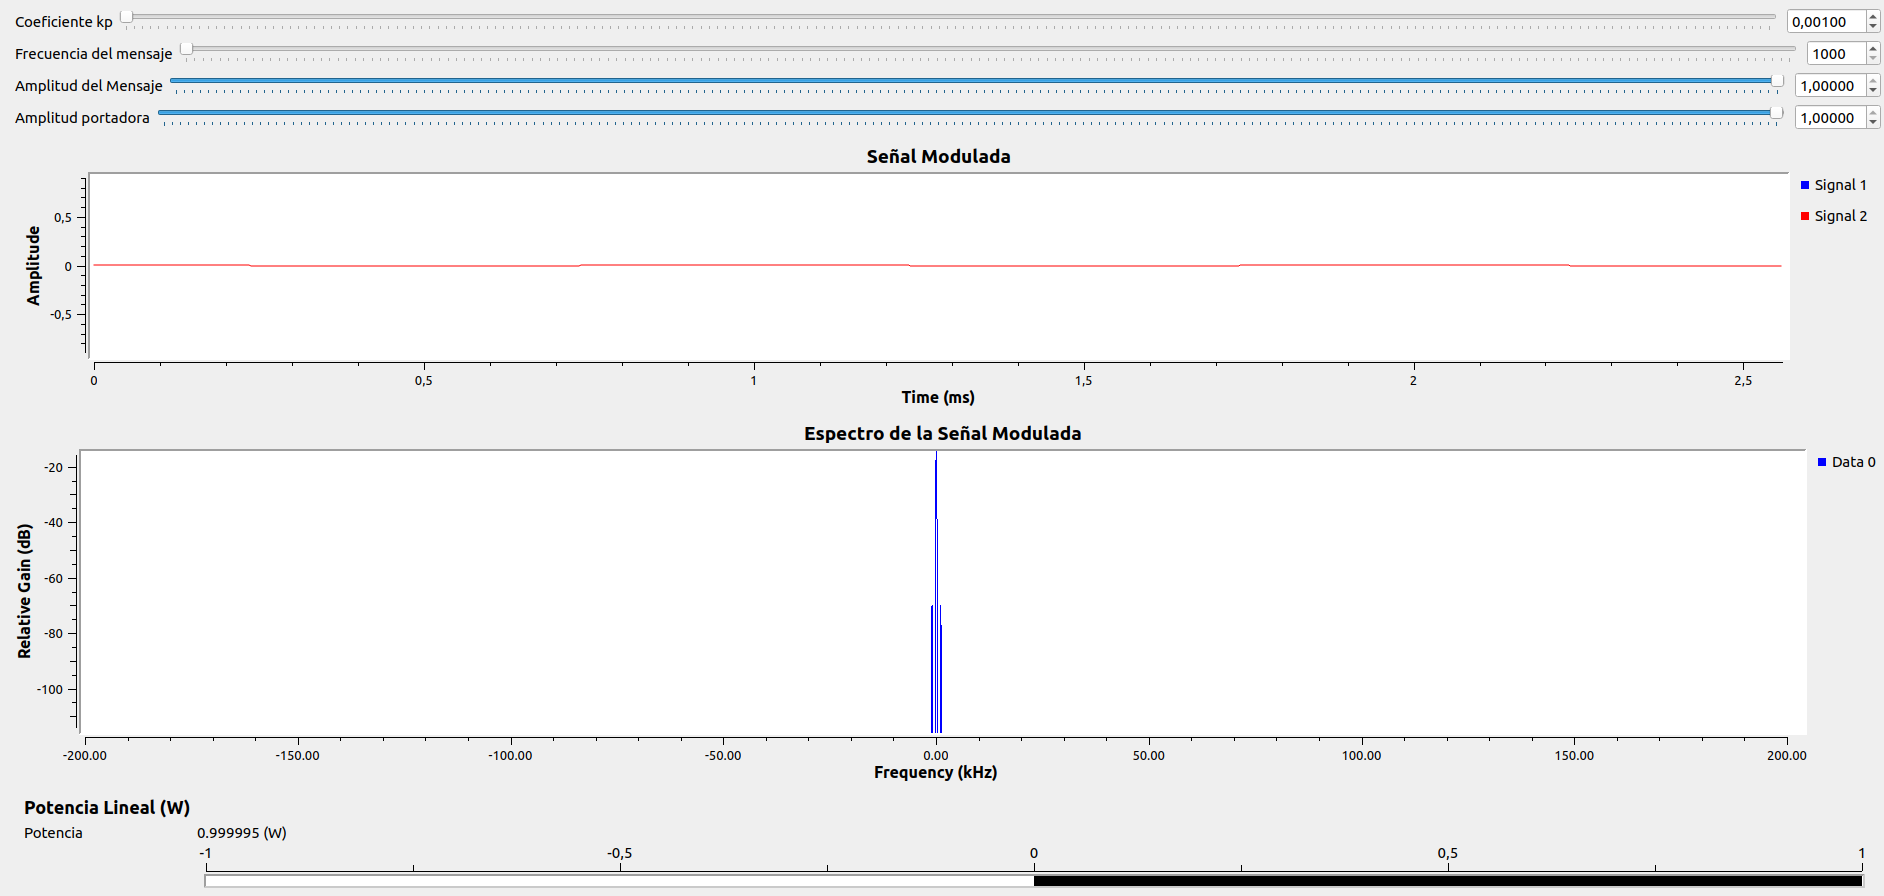 Coeficiente kp 0,00100
Frecuencia del mensaje 1000
Amplitud del Mensaje 1,00000
Amplitud portadora 1,00000
Señal Modulada
Signal 1
Signal 2
Amplitude
0,5
0
-0,5
0 0,5 1 1,5 2 2,5
Time (ms)
Espectro de la Señal Modulada
Data 0
Relative Gain (dB)
-20
-40
-60
-80
-100
-200.00 -150.00 -100.00 -50.00 0.00 50.00 100.00 150.00 200.00
Frequency (kHz)
Potencia Lineal (W)
Potencia 0.999995 (W)
-1 -0,5 0 0,5 1